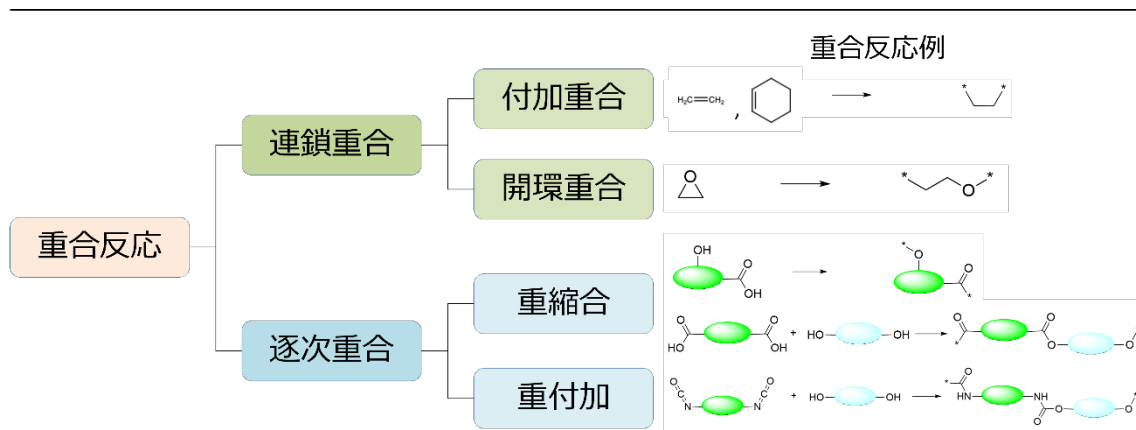 重合反応例
重合反応
連鎖重合
付加重合
H₂C=CH₂ ,
* *
開環重合
O
* O *
逐次重合
重縮合
OH O OH
* O O *
O HO O OH + HO OH O * O O O *
重付加
O C N N C O + HO OH * O HN NH O O O *